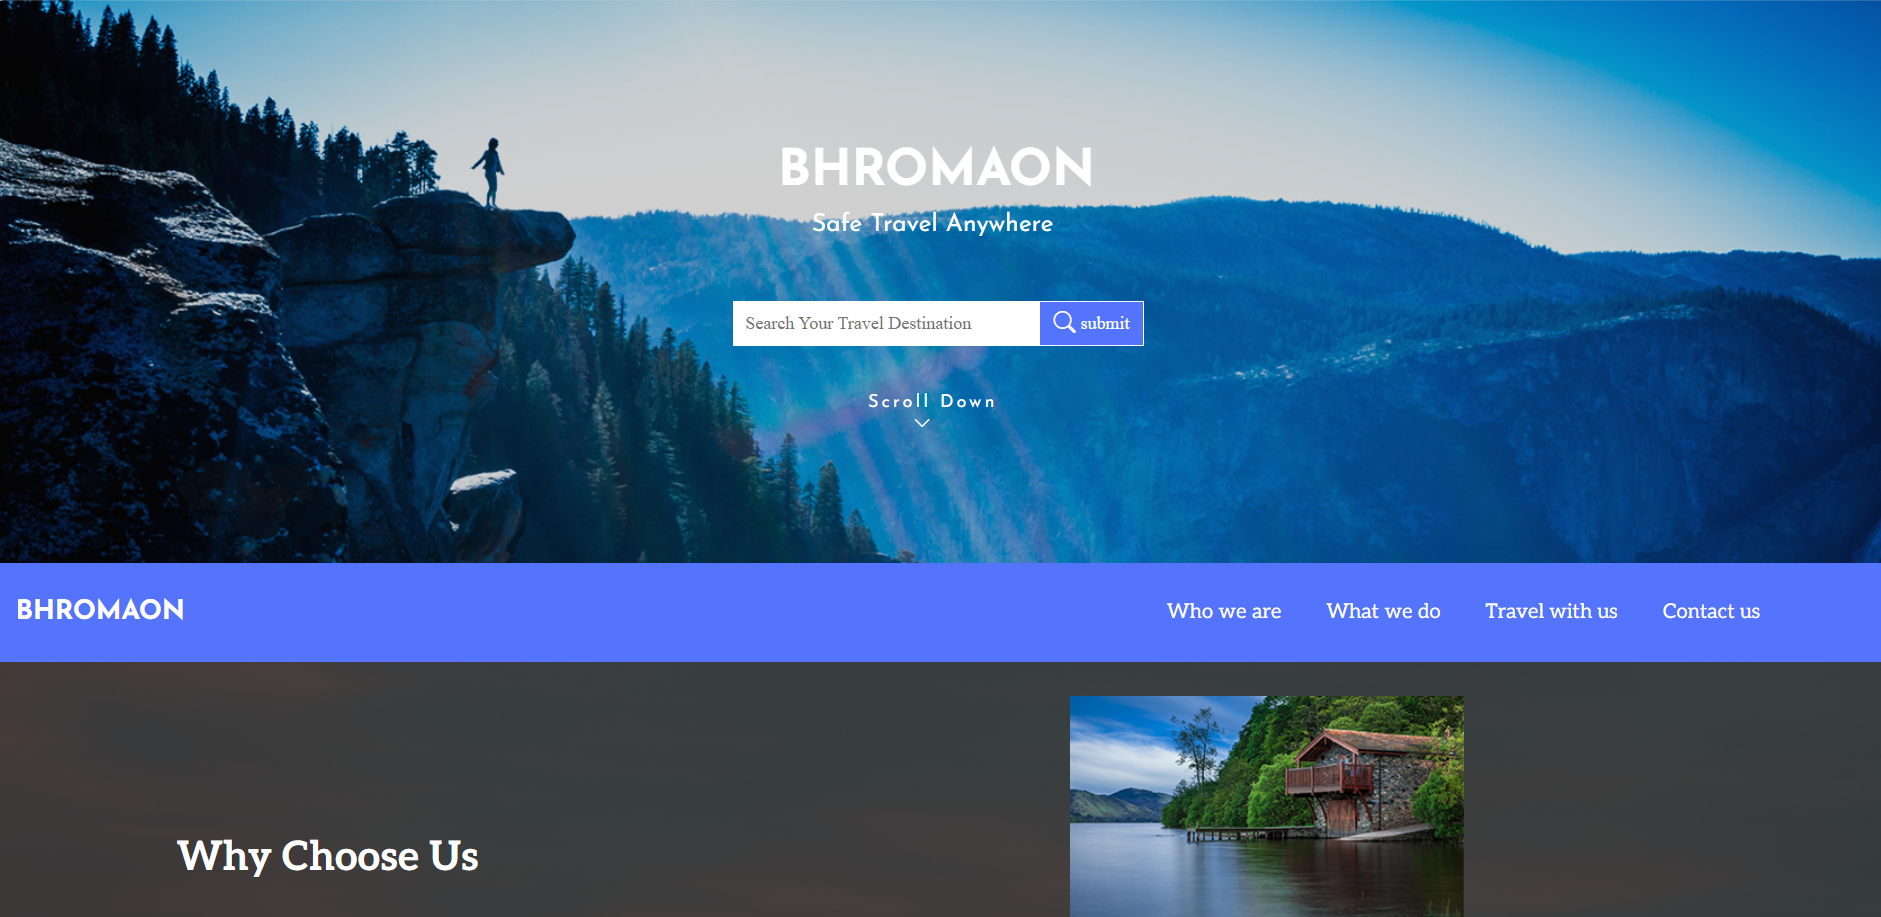 BHROMAON
Safe Travel Anywhere
Search Your Travel Destination
submit
Scroll Down
BHROMAON
Who we are
What we do
Travel with us
Contact us
Why Choose Us